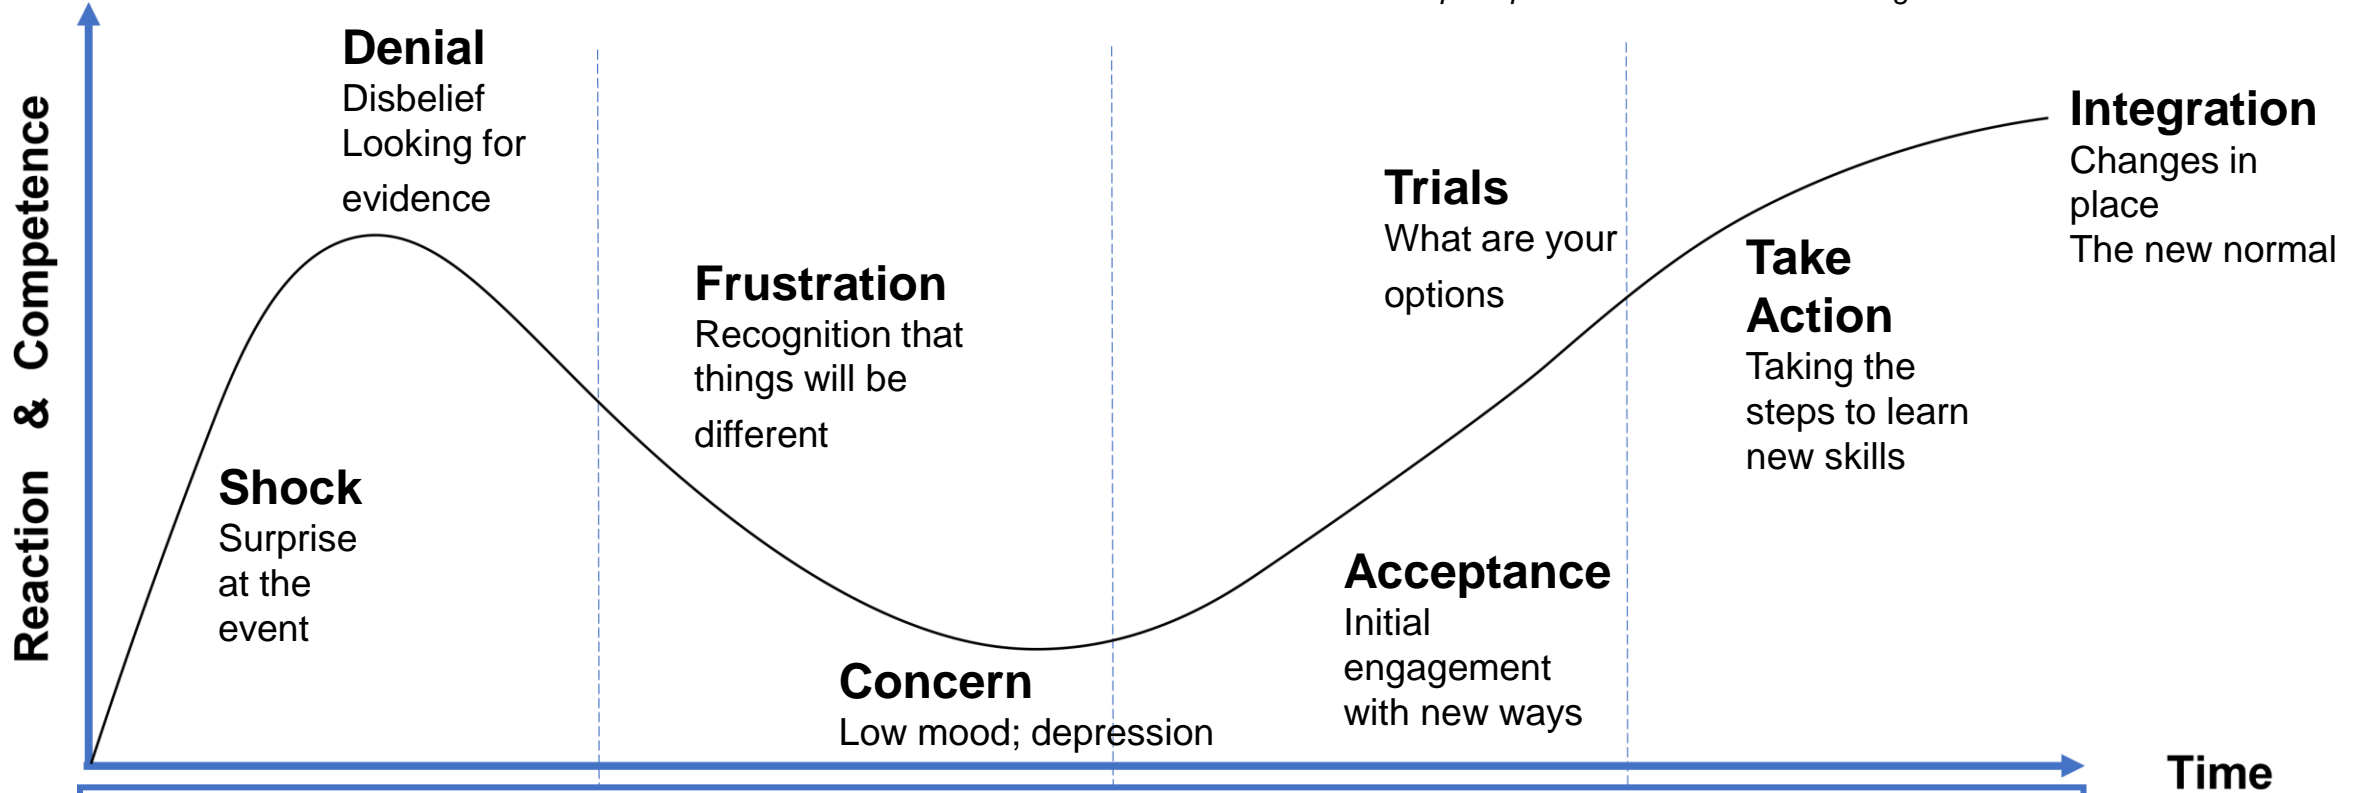 Denial
Disbelief
Looking for
evidence
Reaction & Competence
Shock
Surprise
at the
event
Frustration
Recognition that
things will be
different
Concern
Low mood; depression
Trials
What are your
options
Acceptance
Initial
engagement
with new ways
Take
Action
Taking the
steps to learn
new skills
Integration
Changes in
place
The new normal
Time